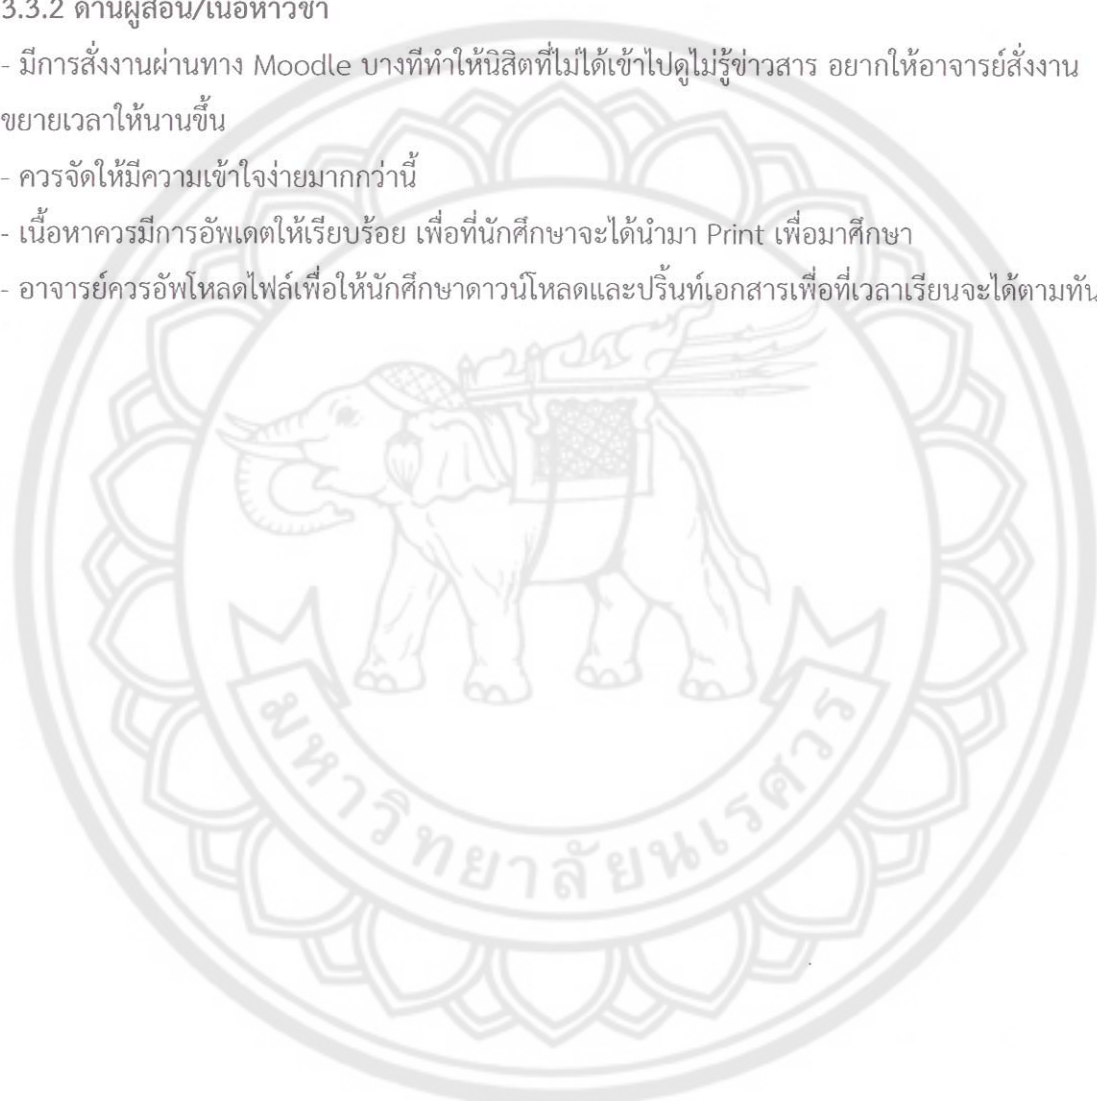 3.3.2 ด้านผู้สอน/เนื้อหาวิชา
- มีการสั่งงานผ่านทาง Moodle บางทีทำให้นิสิตที่ไม่ได้เข้าไปดูไม่รู้ข่าวสาร อยากให้อาจารย์สั่งงาน
ขยายเวลาให้นานขึ้น
- ควรจัดให้มีความเข้าใจง่ายมากกว่านี้
- เนื้อหาควรมีการอัพเดตให้เรียบร้อย เพื่อที่นักศึกษาจะได้นำมา Print เพื่อมาศึกษา
- อาจารย์ควรอัพโหลดไฟล์เพื่อให้นักศึกษาดาวน์โหลดและปริ้นท์เอกสารเพื่อที่เวลาเรียนจะได้ตามทัน
มหาวิทยาลัยนเรศวร